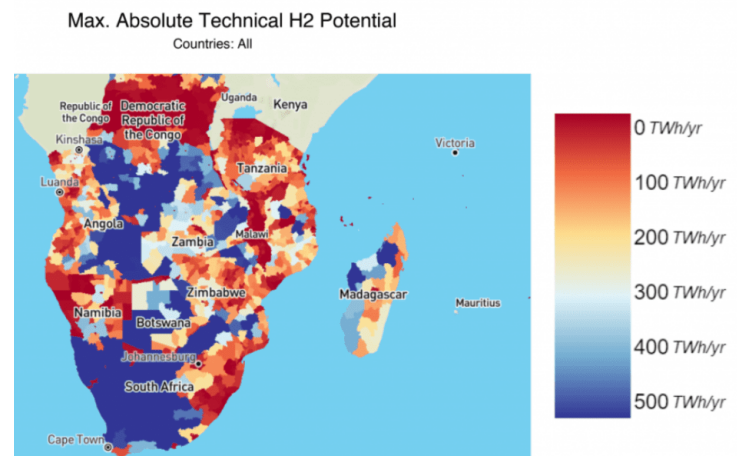 Max. Absolute Technical H2 Potential
Countries: All
Uganda
Kenya
Republic of
the Congo
Democratic
Republic of
the Congo
Kinshasa
Victoria
Tanzania
Luanda
Angola
Malawi
Zambia
Zimbabwe
Madagascar
Mauritius
Namibia
Botswana
Johannesburg
South Africa
Cape Town
0 TWh/yr
100 TWh/yr
200 TWh/yr
300 TWh/yr
400 TWh/yr
500 TWh/yr